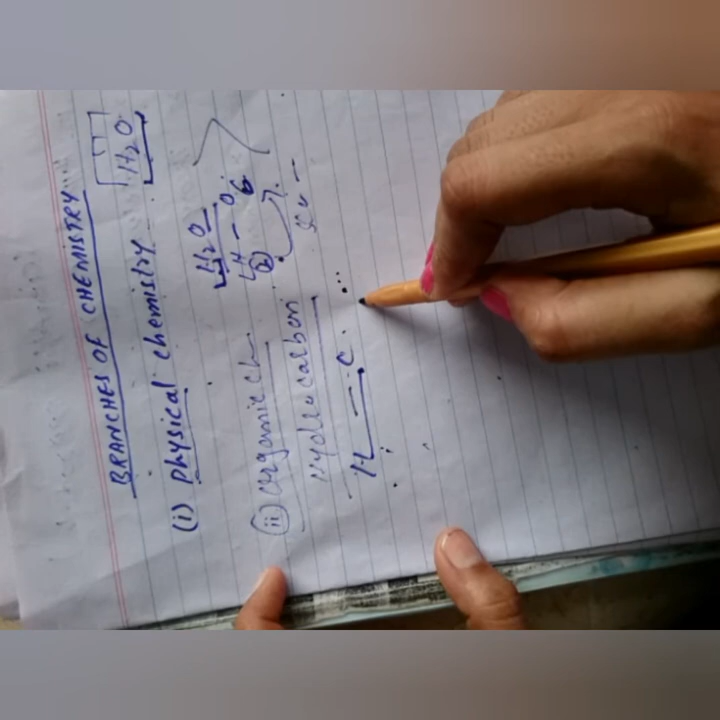 BRANCHES OF CHEMISTRY
(i) physical chemistry H2O
H2O
(ii) Organic Ch.
Hydrocarbon
H — C